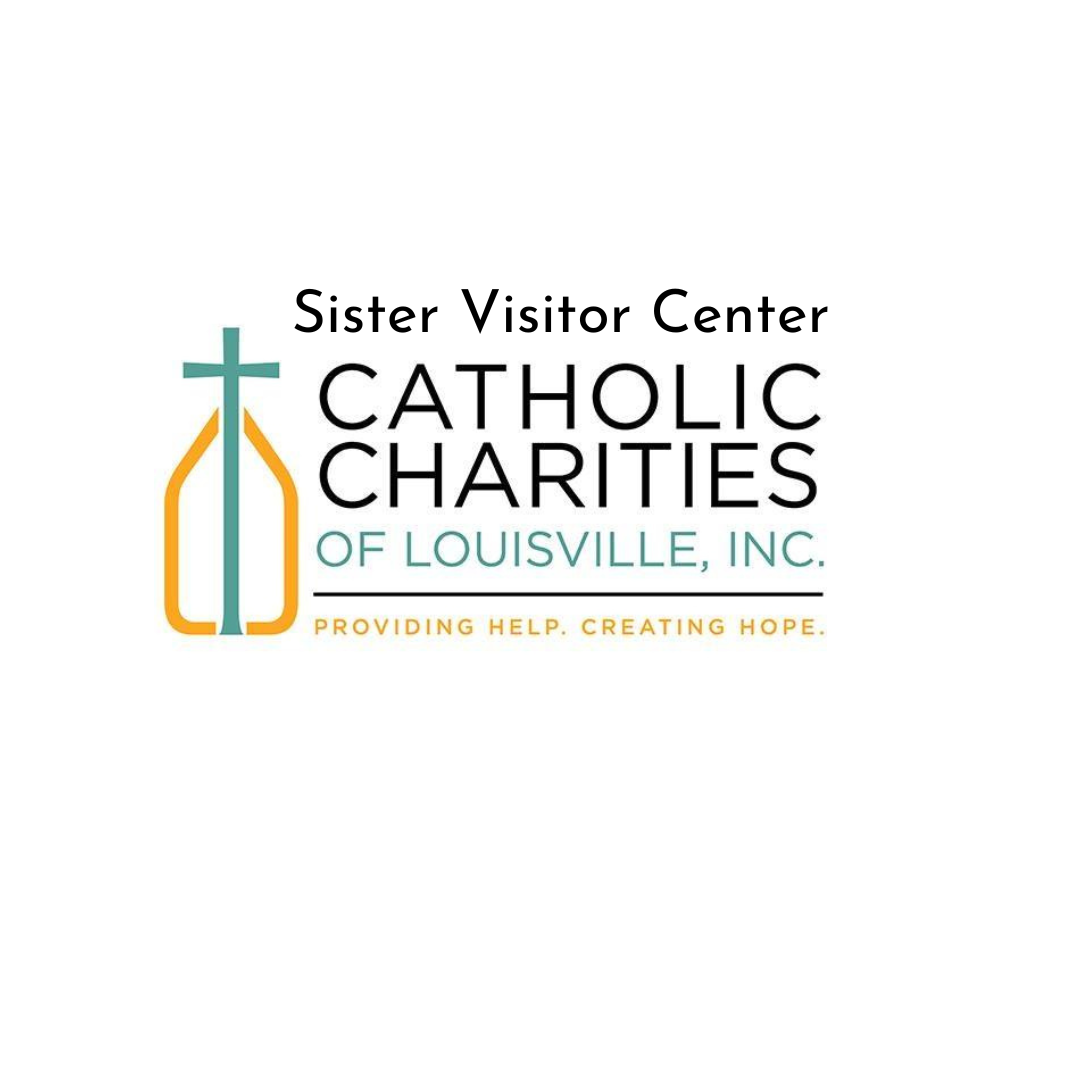 Sister Visitor Center
CATHOLIC
CHARITIES
OF LOUISVILLE, INC.
PROVIDING HELP. CREATING HOPE.